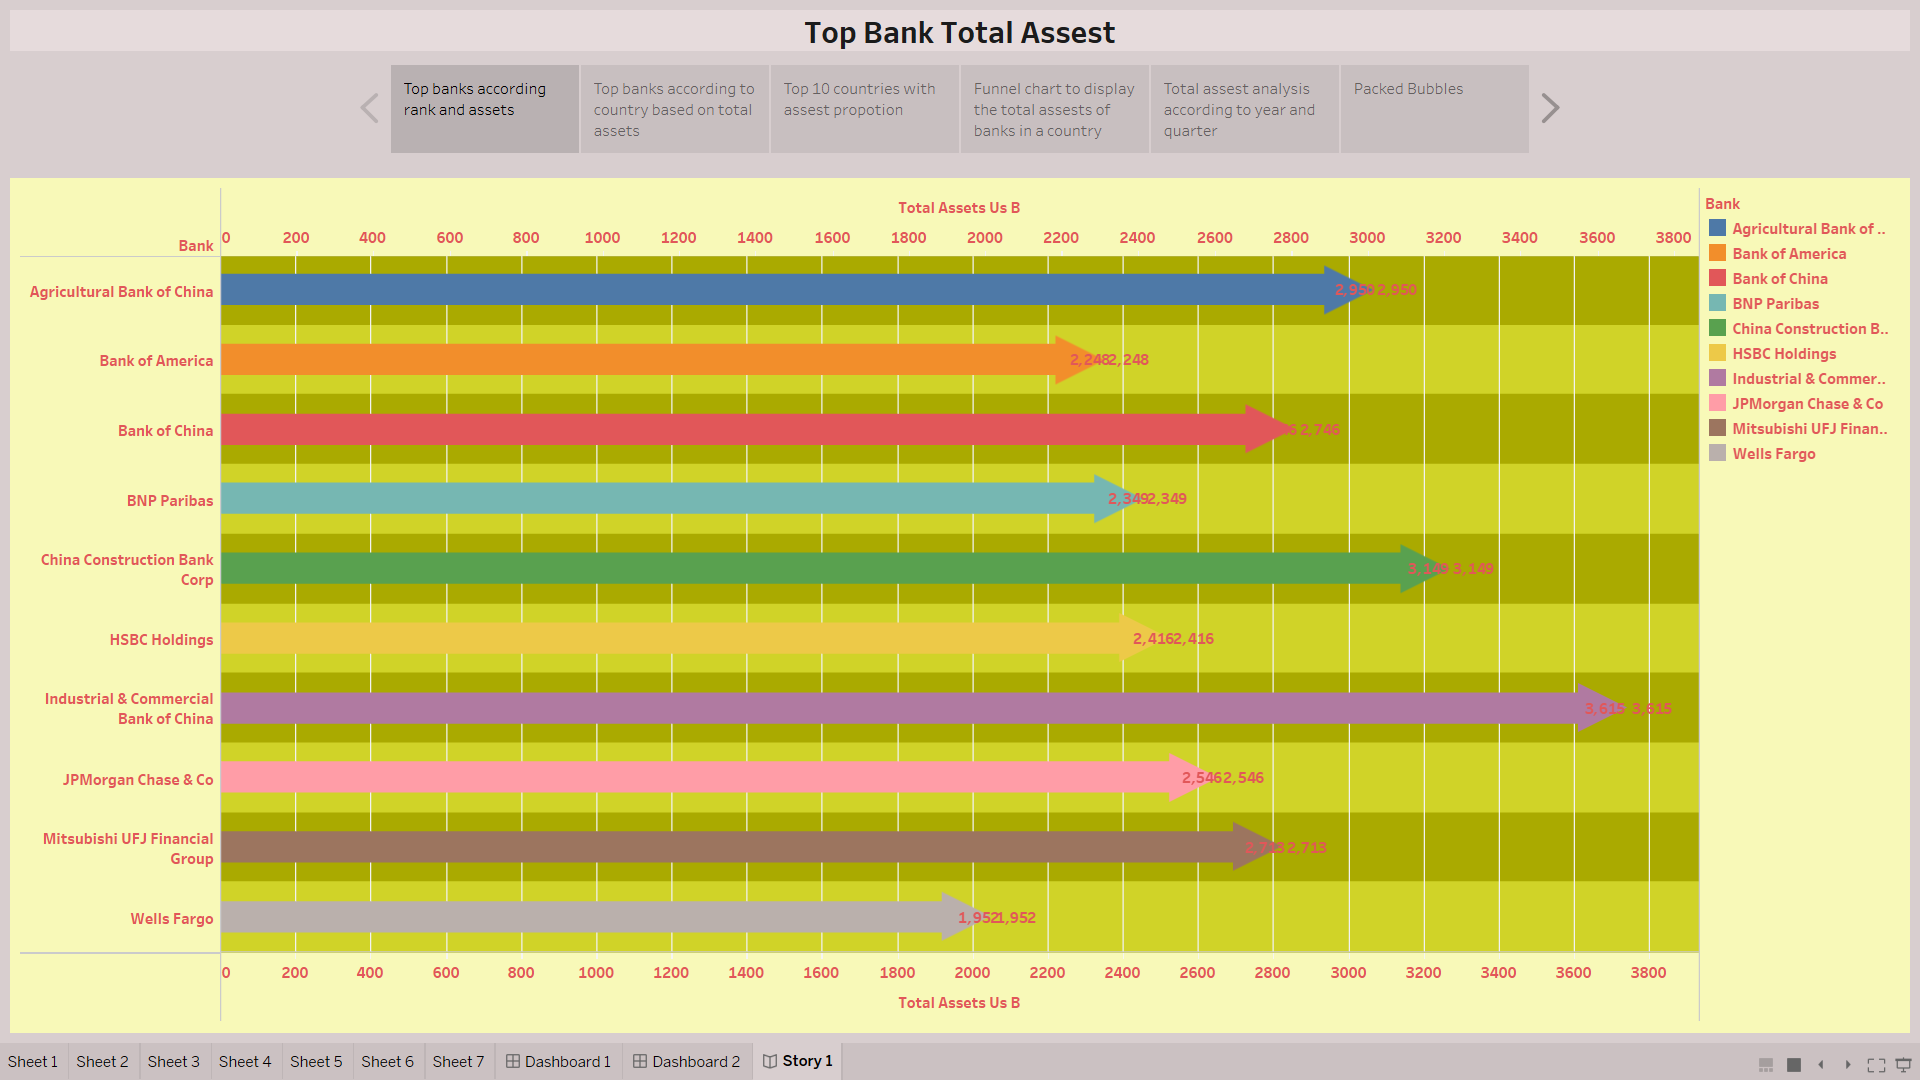 Top Bank Total Assest
Top banks according
rank and assets
Top banks according to
country based on total
assets
Top 10 countries with
assest propotion
Funnel chart to display
the total assests of
banks in a country
Total assest analysis
according to year and
quarter
Packed Bubbles
Total Assets Us B
Bank
0 200 400 600 800 1000 1200 1400 1600 1800 2000 2200 2400 2600 2800 3000 3200 3400 3600 3800
Agricultural Bank of China
2,950 2,950
Bank of America
2,248 2,248
Bank of China
2,746
BNP Paribas
2,349 2,349
China Construction Bank
Corp
3,149 3,149
HSBC Holdings
2,416 2,416
Industrial & Commercial
Bank of China
3,615 3,615
JPMorgan Chase & Co
2,546 2,546
Mitsubishi UFJ Financial
Group
2,713 2,713
Wells Fargo
1,952 1,952
0 200 400 600 800 1000 1200 1400 1600 1800 2000 2200 2400 2600 2800 3000 3200 3400 3600 3800
Total Assets Us B
Bank
Agricultural Bank of ..
Bank of America
Bank of China
BNP Paribas
China Construction B..
HSBC Holdings
Industrial & Commer..
JPMorgan Chase & Co
Mitsubishi UFJ Finan..
Wells Fargo
Sheet 1 Sheet 2 Sheet 3 Sheet 4 Sheet 5 Sheet 6 Sheet 7 Dashboard 1 Dashboard 2 Story 1